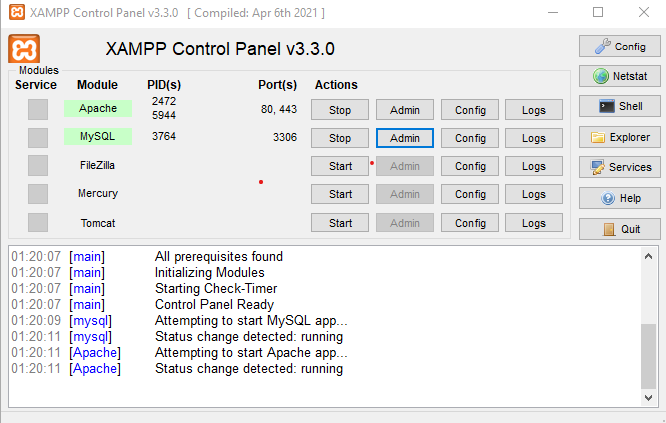 XAMPP Control Panel v3.3.0 [ Compiled: Apr 6th 2021 ]
XAMPP Control Panel v3.3.0
Config
Modules
Service Module PID(s) Port(s) Actions
Netstat
Apache 2472 5944 80, 443 Stop Admin Config Logs
Shell
MySQL 3764 3306 Stop Admin Config Logs
Explorer
FileZilla Start Admin Config Logs
Services
Mercury Start Admin Config Logs
Help
Tomcat Start Admin Config Logs
Quit
01:20:07 [main] All prerequisites found
01:20:07 [main] Initializing Modules
01:20:07 [main] Starting Check-Timer
01:20:07 [main] Control Panel Ready
01:20:09 [mysql] Attempting to start MySQL app...
01:20:11 [mysql] Status change detected: running
01:20:11 [Apache] Attempting to start Apache app...
01:20:11 [Apache] Status change detected: running